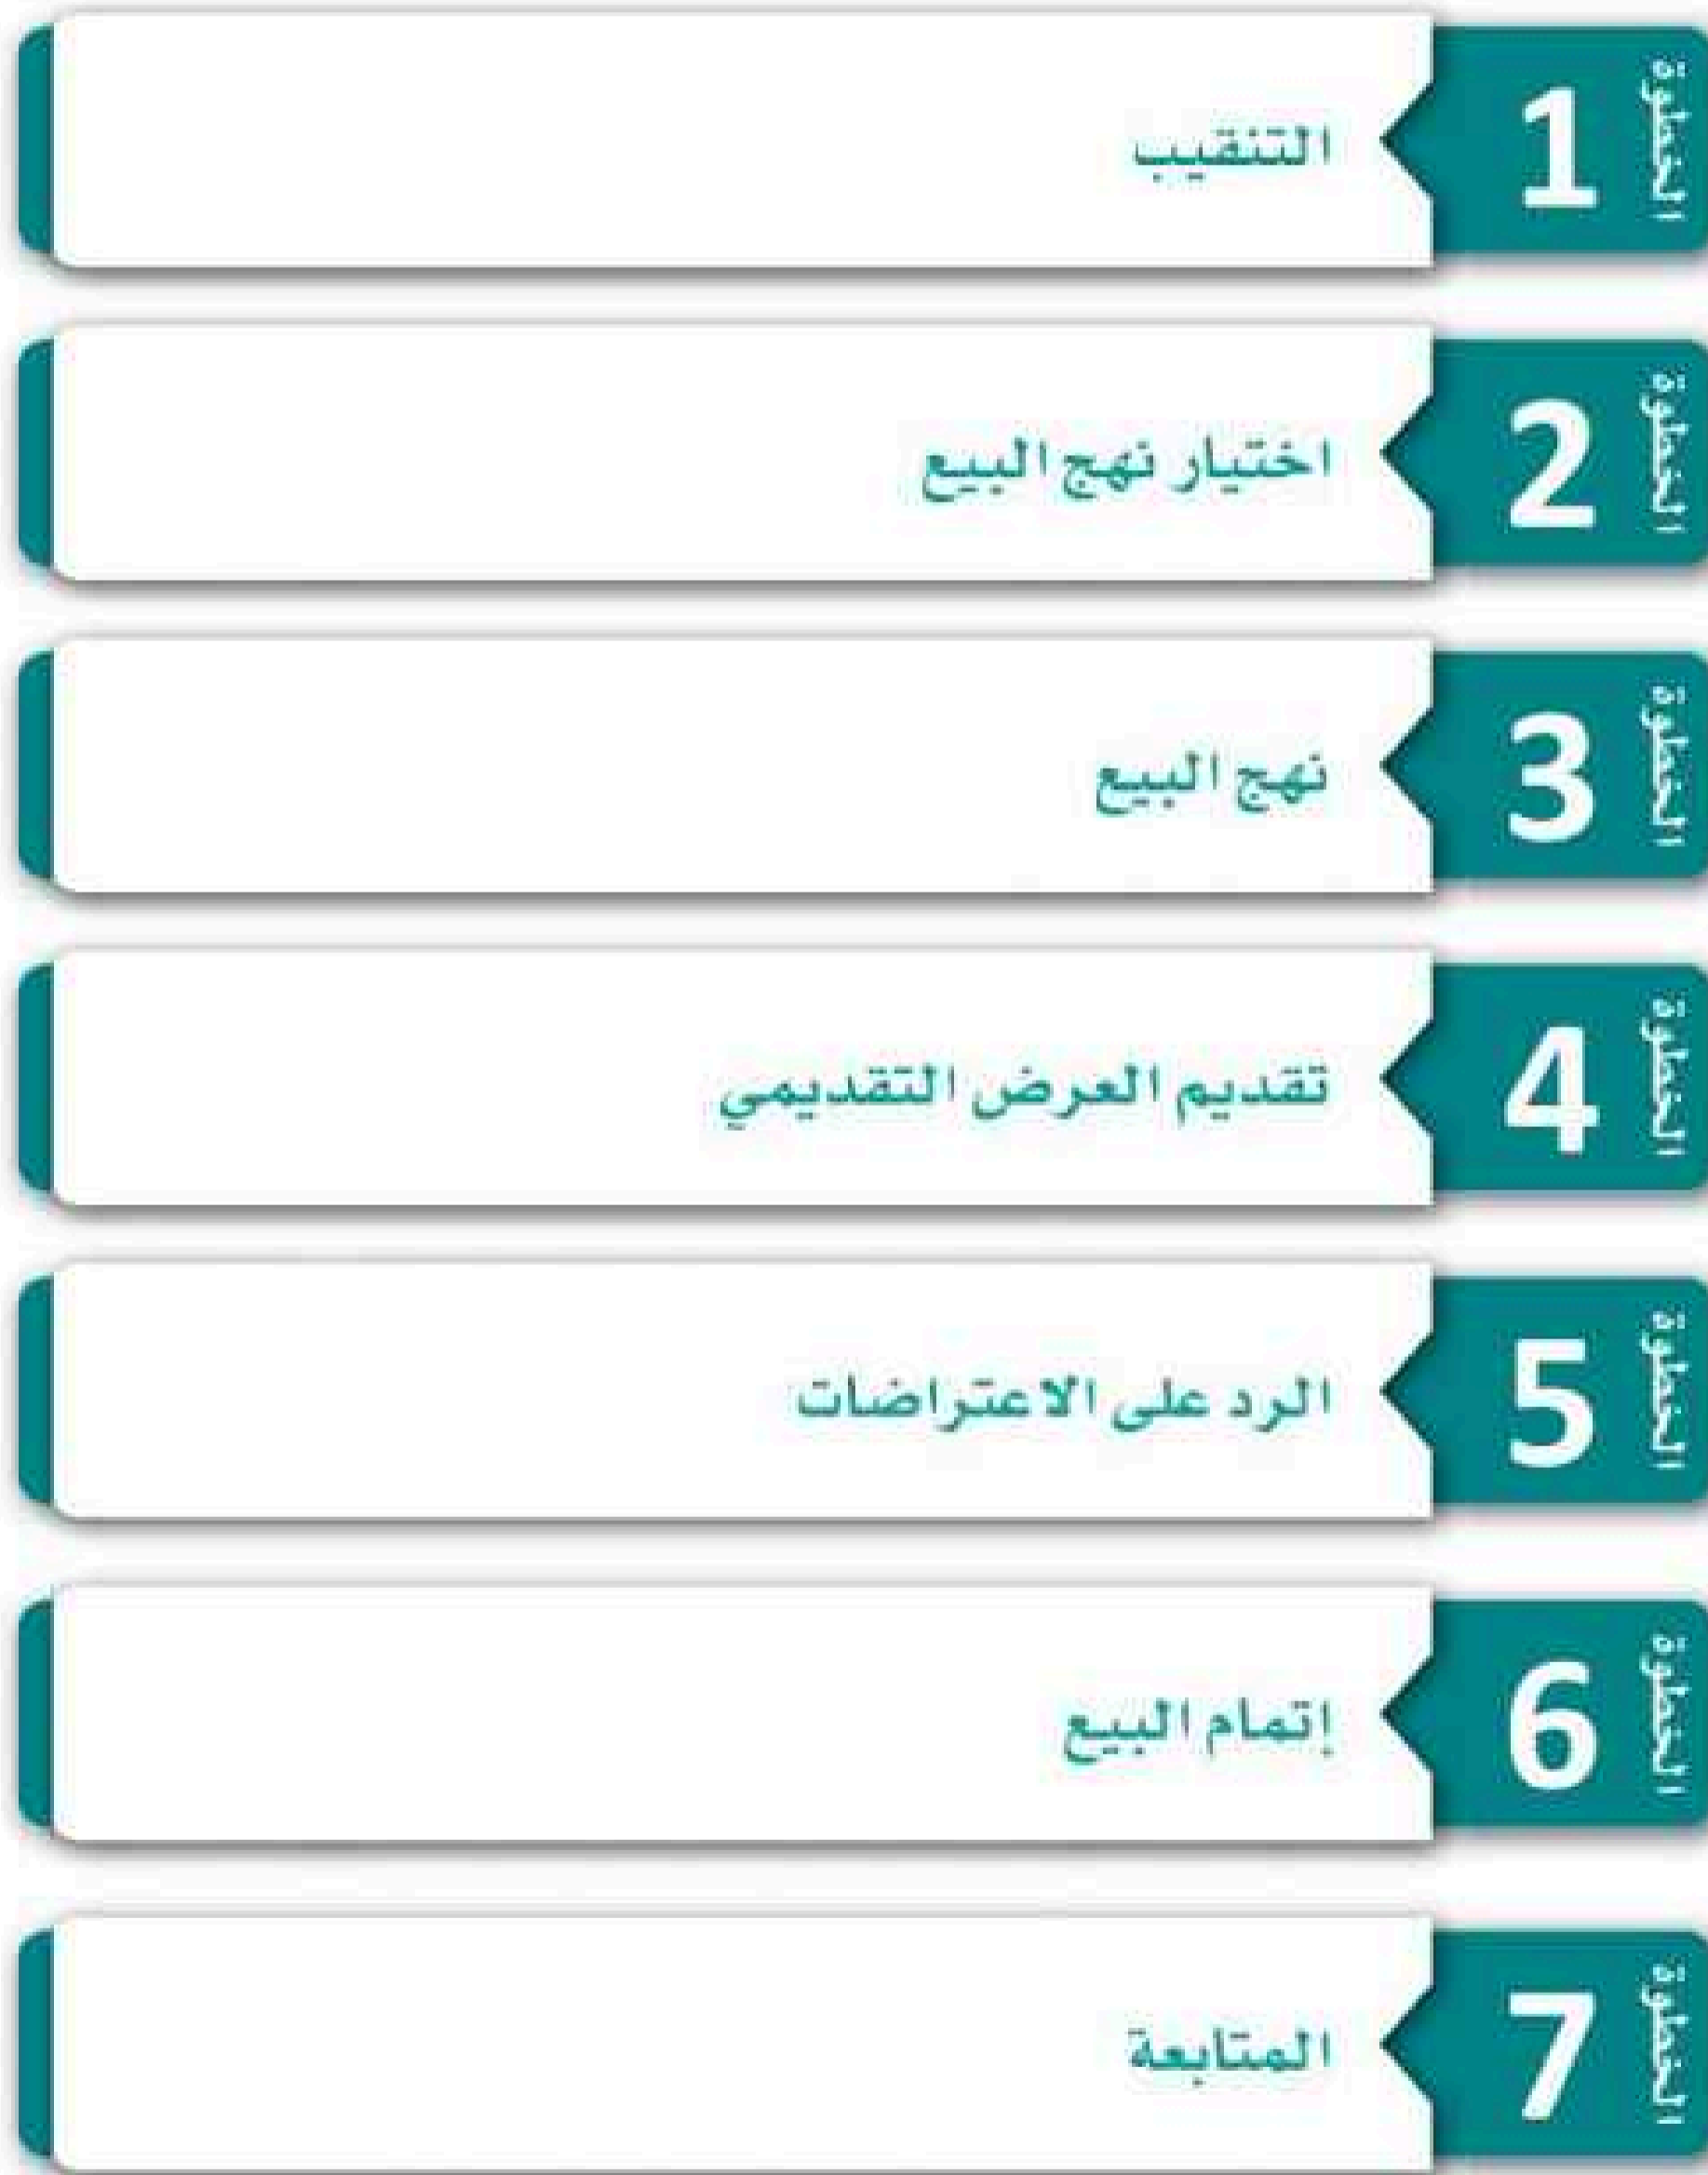 الخطوة
1
التنقيب
الخطوة
2
اختيار نهج البيع
الخطوة
3
نهج البيع
الخطوة
4
تقديم العرض التقديمي
الخطوة
5
الرد على الاعتراضات
الخطوة
6
إتمام البيع
الخطوة
7
المتابعة